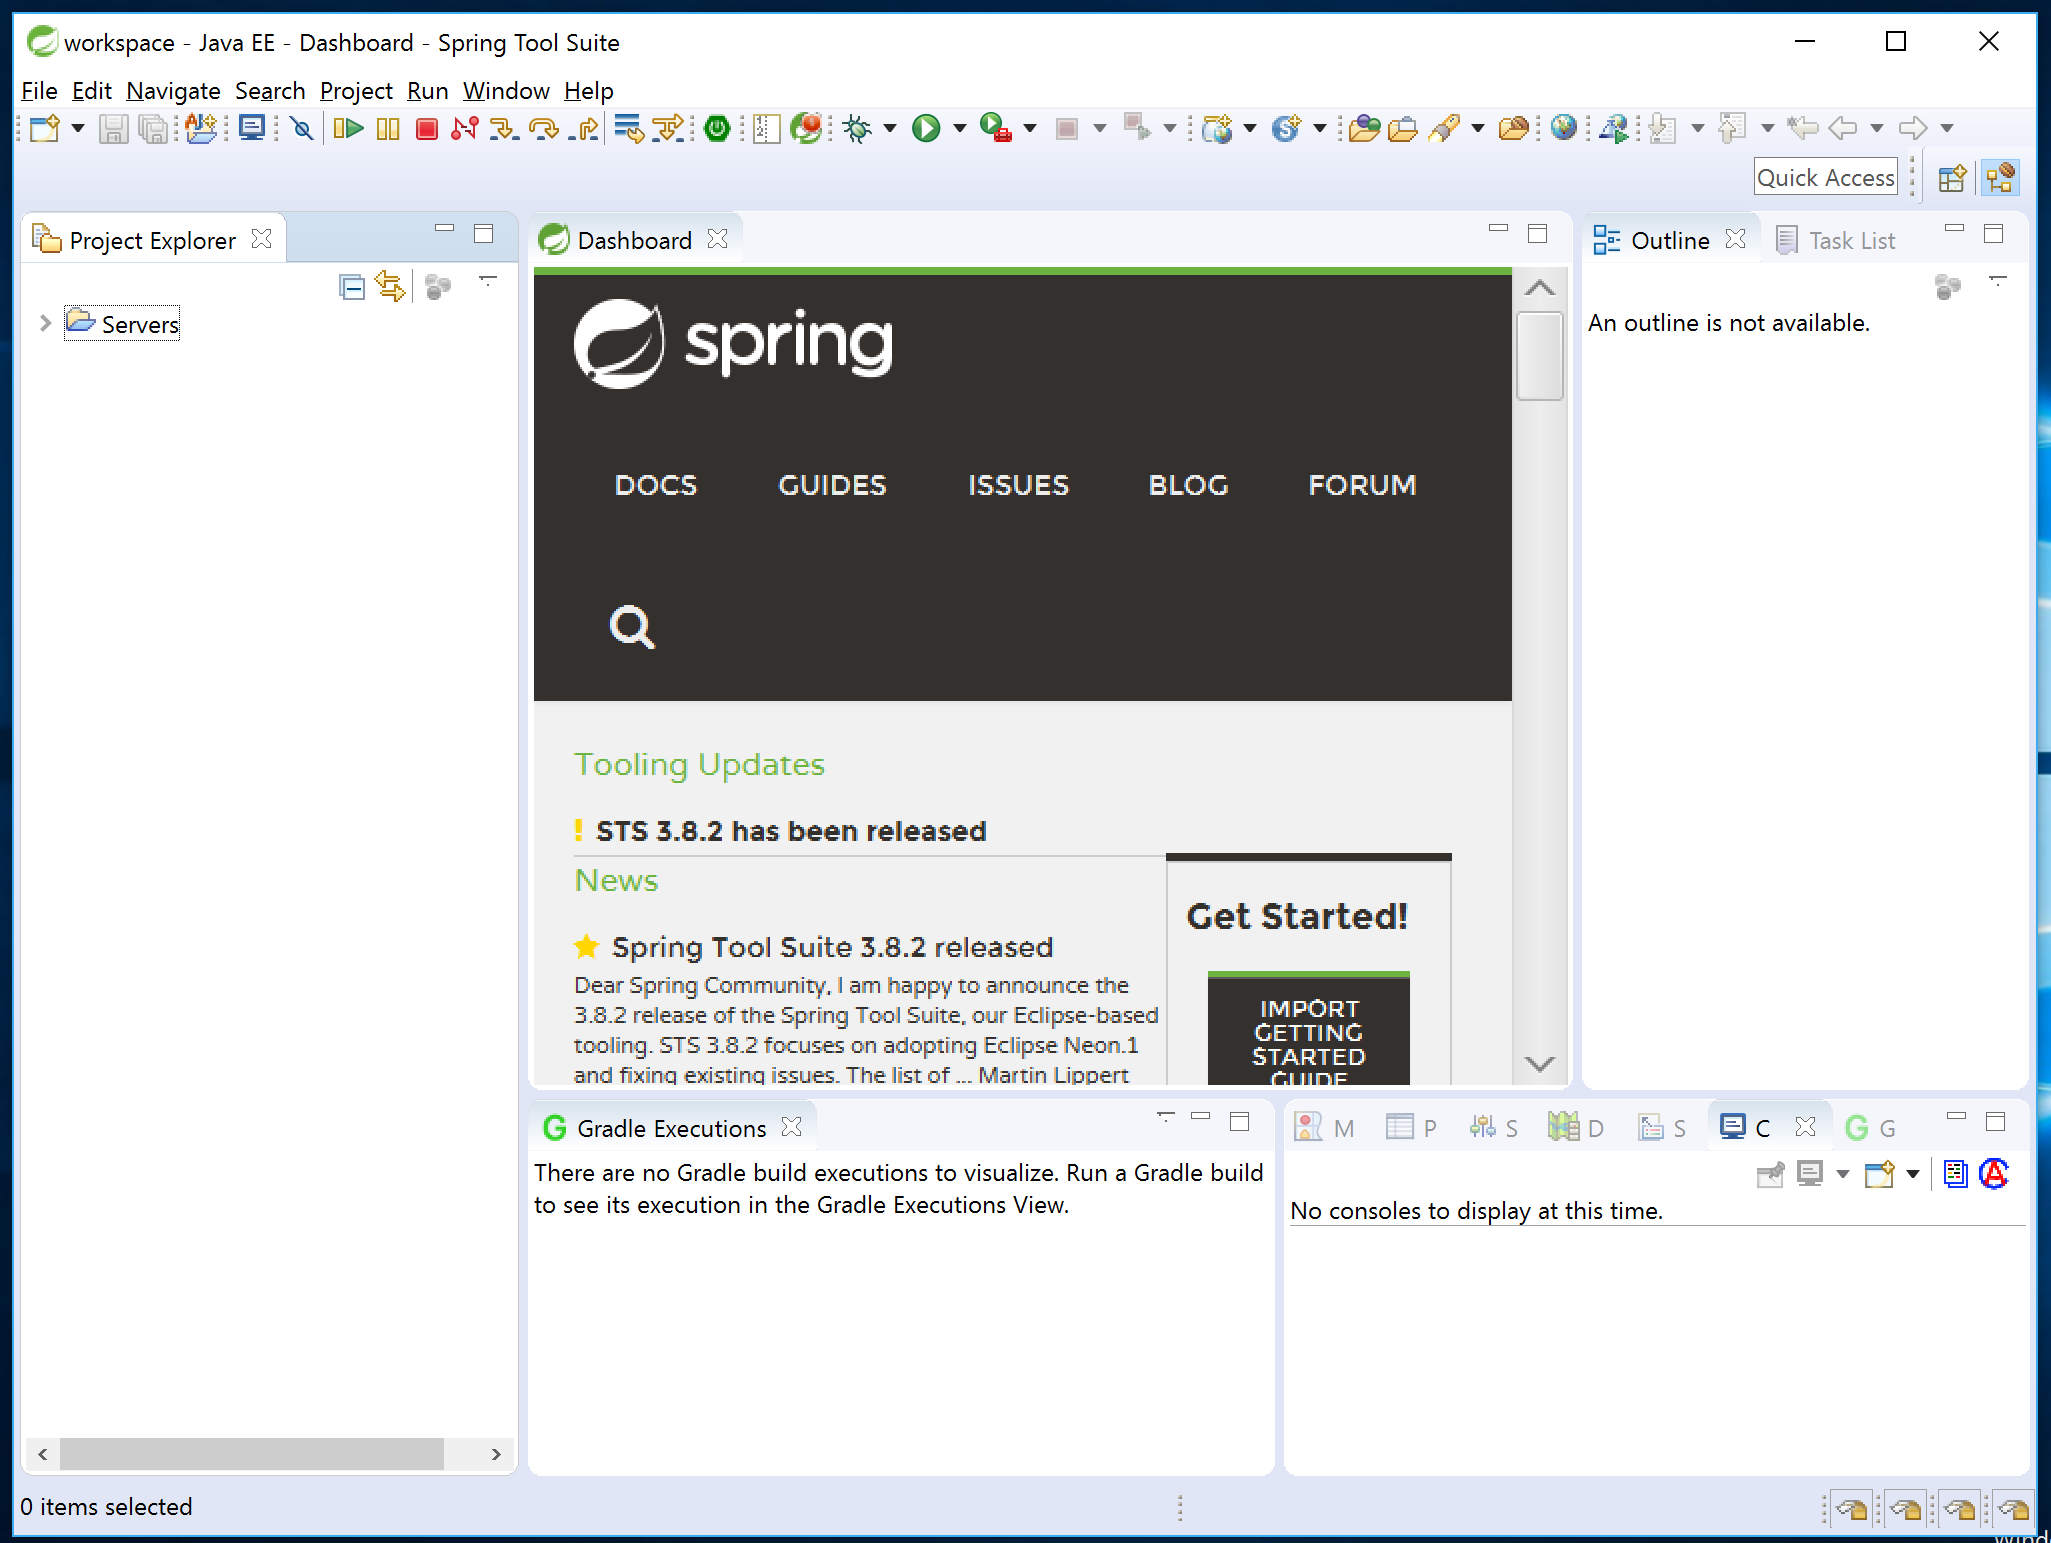 workspace - Java EE - Dashboard - Spring Tool Suite
File Edit Navigate Search Project Run Window Help
Quick Access
Project Explorer
Servers
Dashboard
spring
DOCS GUIDES ISSUES BLOG FORUM
Tooling Updates
! STS 3.8.2 has been released
News
Spring Tool Suite 3.8.2 released
Dear Spring Community, I am happy to announce the
3.8.2 release of the Spring Tool Suite, our Eclipse-based
tooling. STS 3.8.2 focuses on adopting Eclipse Neon.1
and fixing existing issues. The list of ... Martin Lippert
Get Started!
IMPORT
GETTING
STARTED
GUIDE
Outline Task List
An outline is not available.
G Gradle Executions
There are no Gradle build executions to visualize. Run a Gradle build
to see its execution in the Gradle Executions View.
M P S D S C G G
No consoles to display at this time.
0 items selected